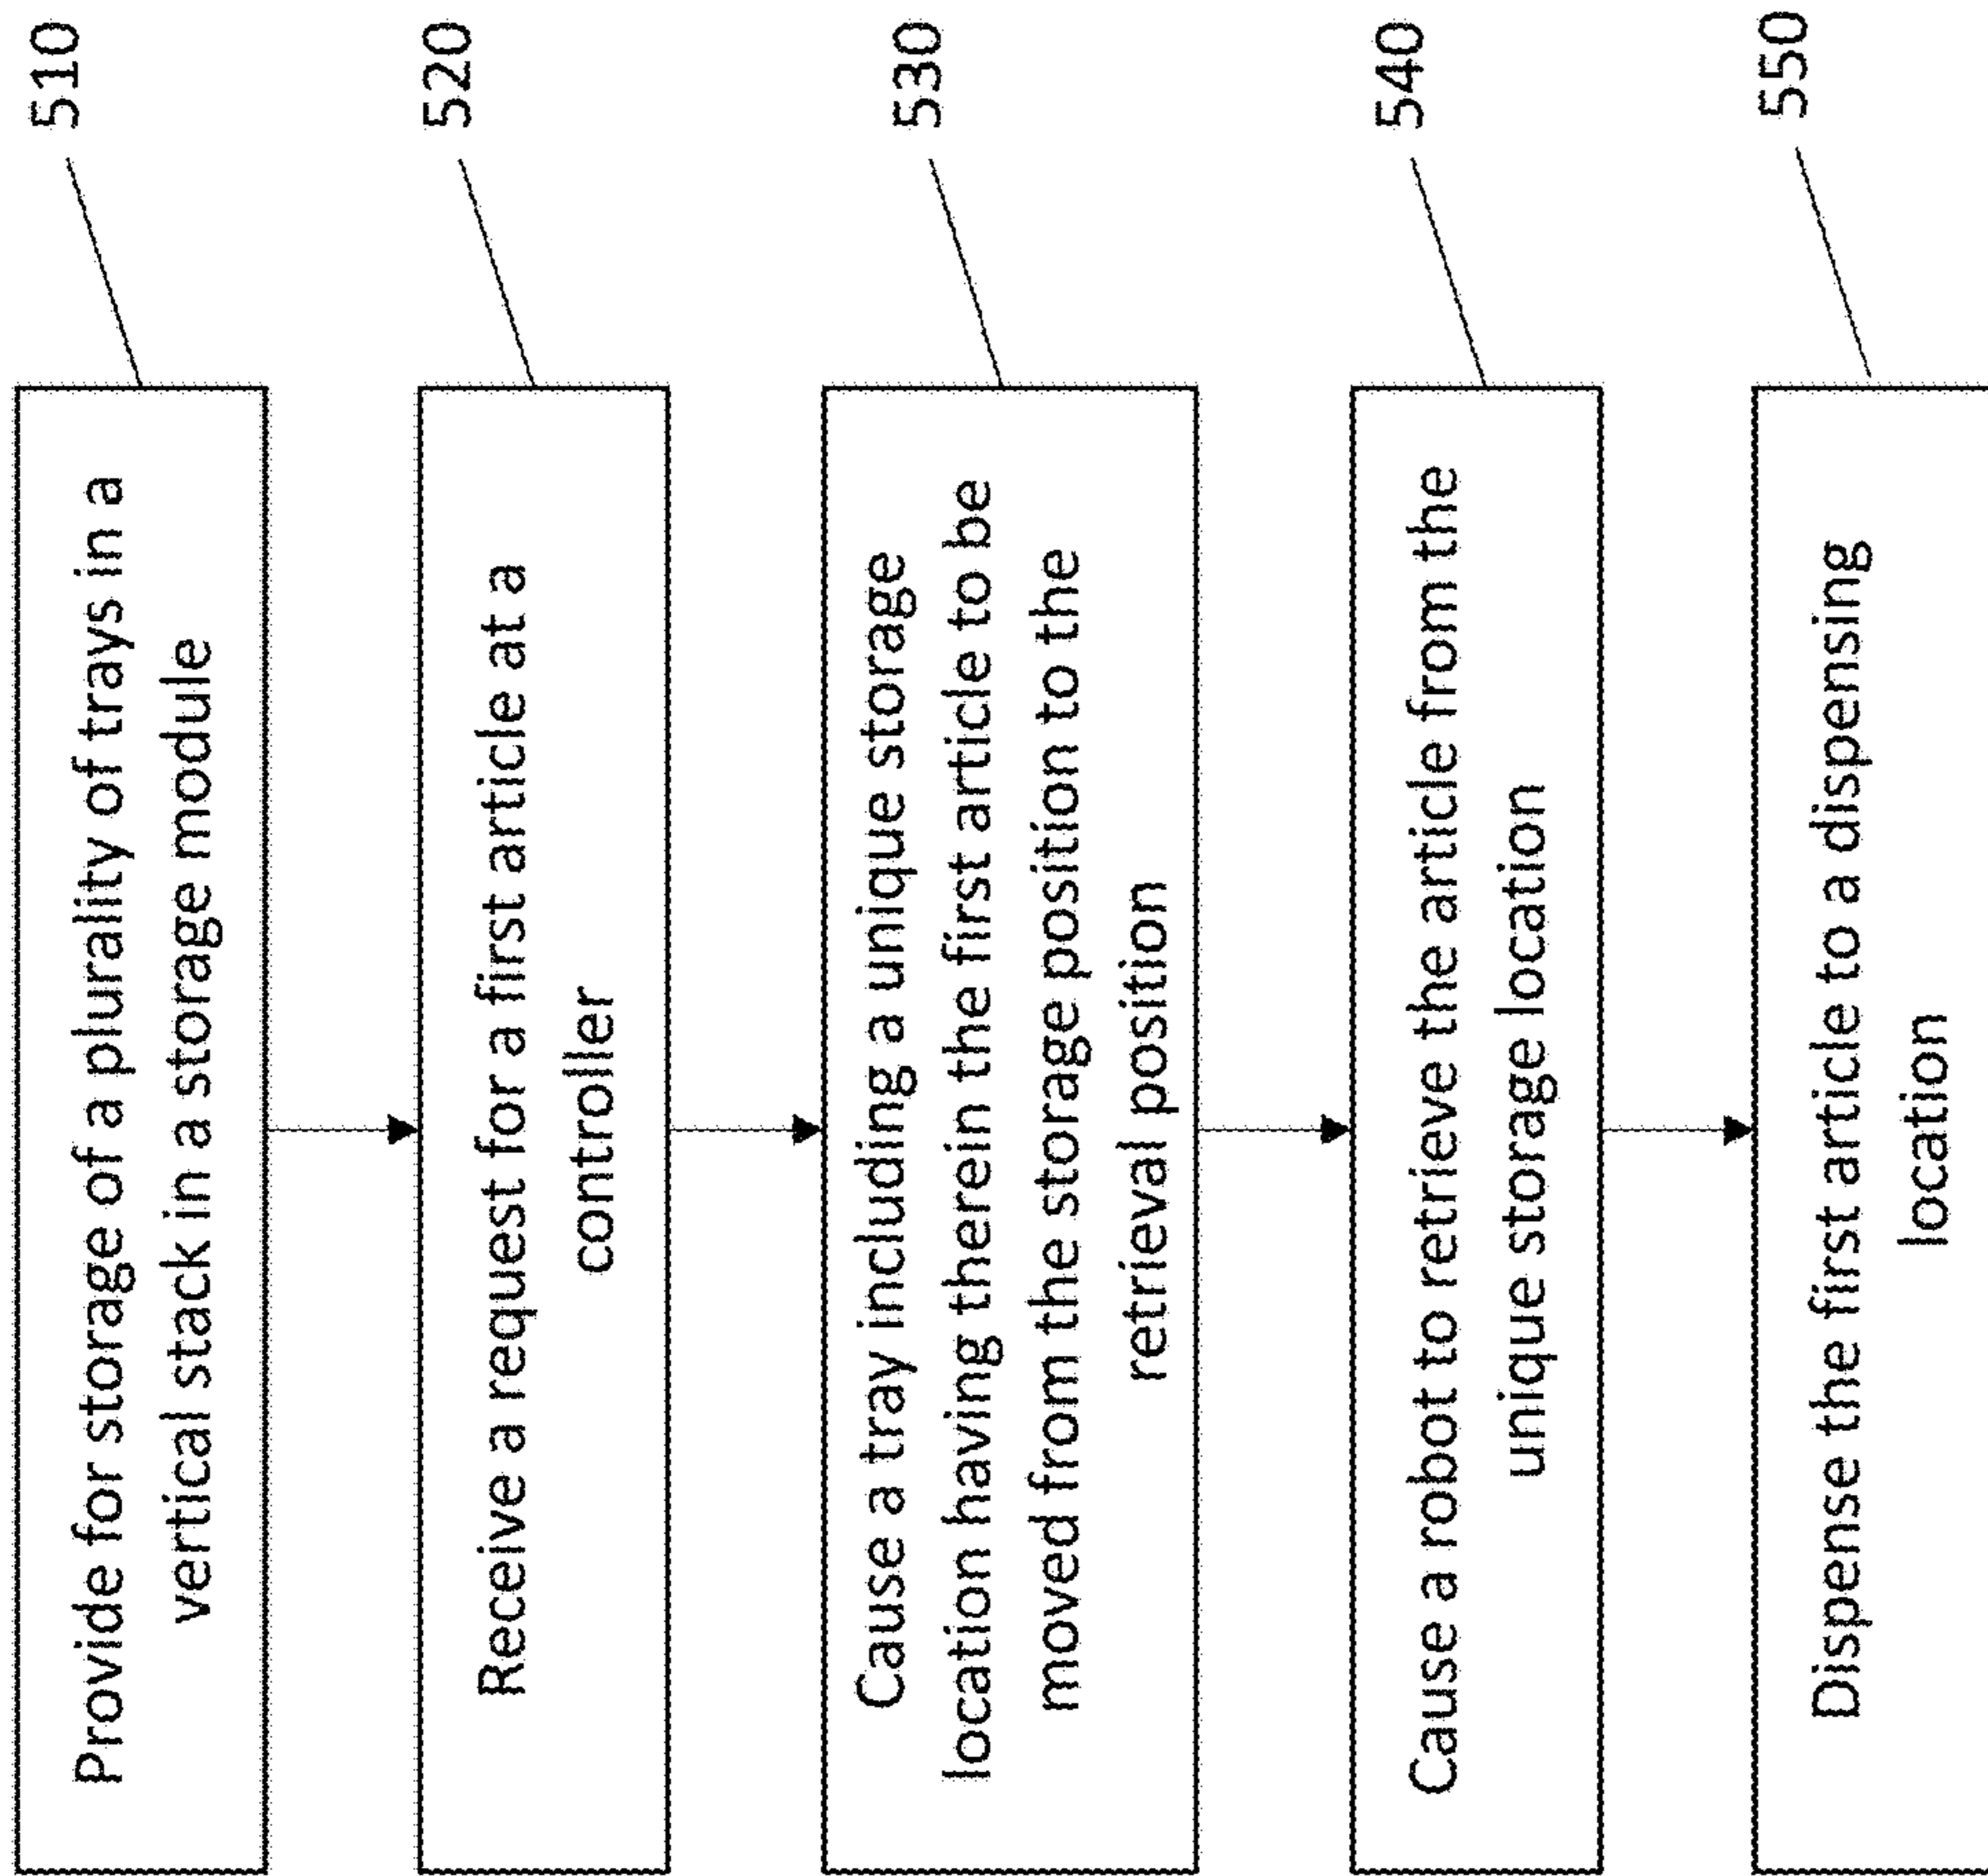 Provide for storage of a plurality of trays in a
vertical stack in a storage module
510
Receive a request for a first article at a
controller
520
Cause a tray including a unique storage
location having therein the first article to be
moved from the storage position to the
retrieval position
530
Cause a robot to retrieve the article from the
unique storage location
540
Dispense the first article to a dispensing
location
550